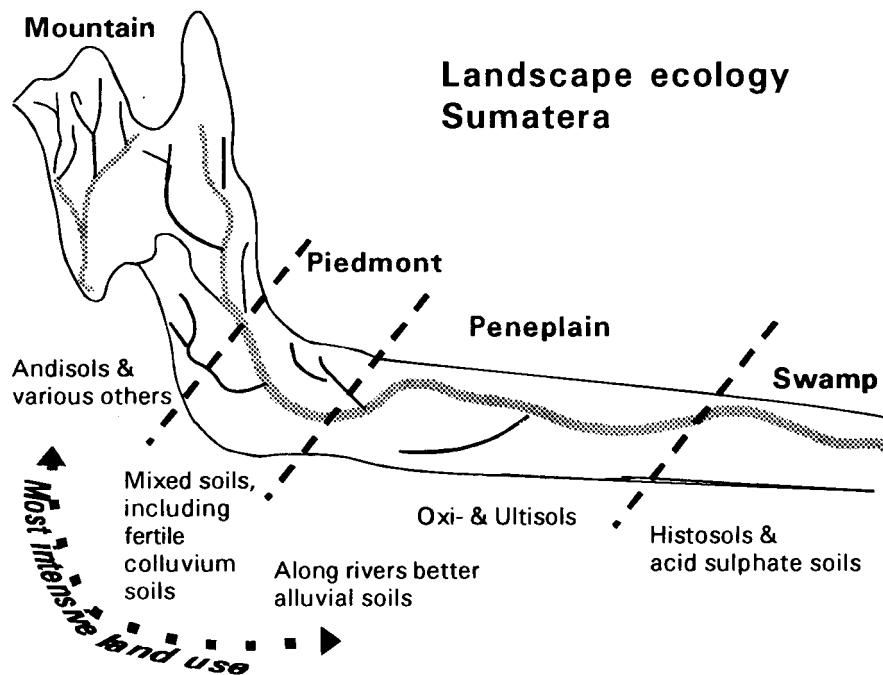 Mountain
Landscape ecology
Sumatera
Piedmont
Peneplain
Swamp
Andisols &
various others
Mixed soils,
including
fertile
colluvium
soils
Oxi- & Ultisols
Histosols &
acid sulphate soils
Along rivers better
alluvial soils
Most intensive land use